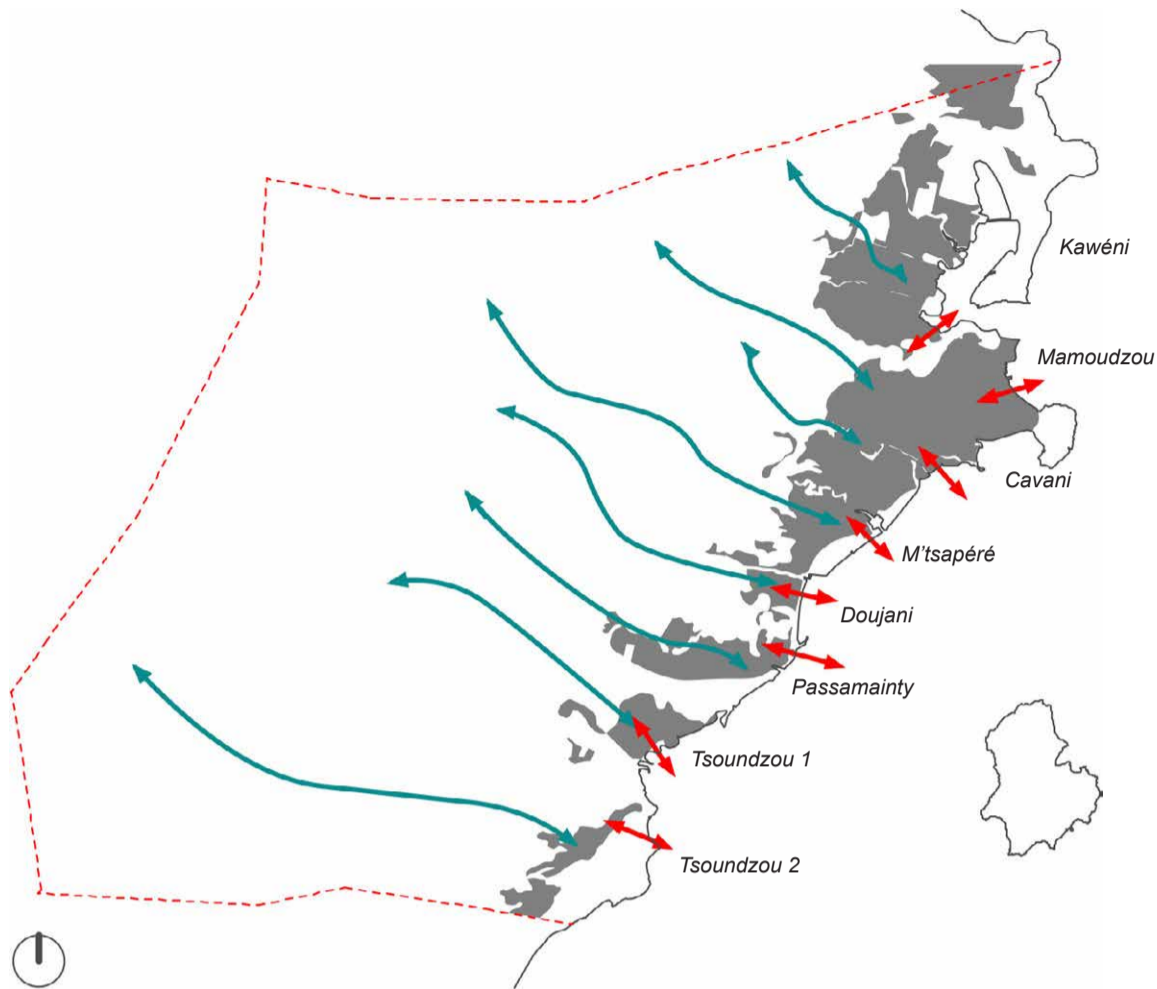 Kawéni
Mamoudzou
Cavani
M'tsapéré
Doujani
Passamainty
Tsoundzou 1
Tsoundzou 2